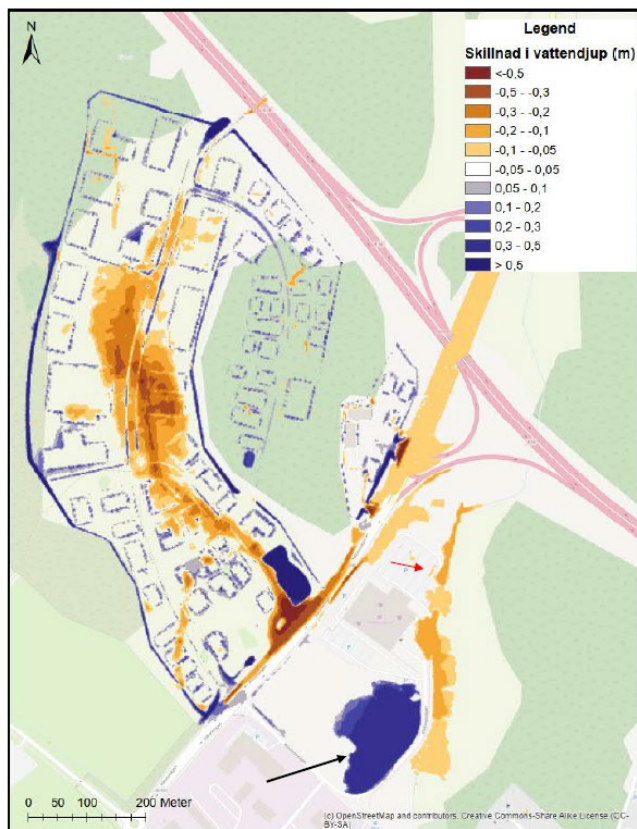 N
Legend
Skillnad i vattendjup (m)
<-0,5
-0,5 - -0,3
-0,3 - -0,2
-0,2 - -0,1
-0,1 - -0,05
-0,05 - 0,05
0,05 - 0,1
0,1 - 0,2
0,2 - 0,3
0,3 - 0,5
> 0,5
0 50 100 200 Meter
(c) OpenStreetMap and contributors, Creative Commons-Share Alike License (CC-
BY-SA)